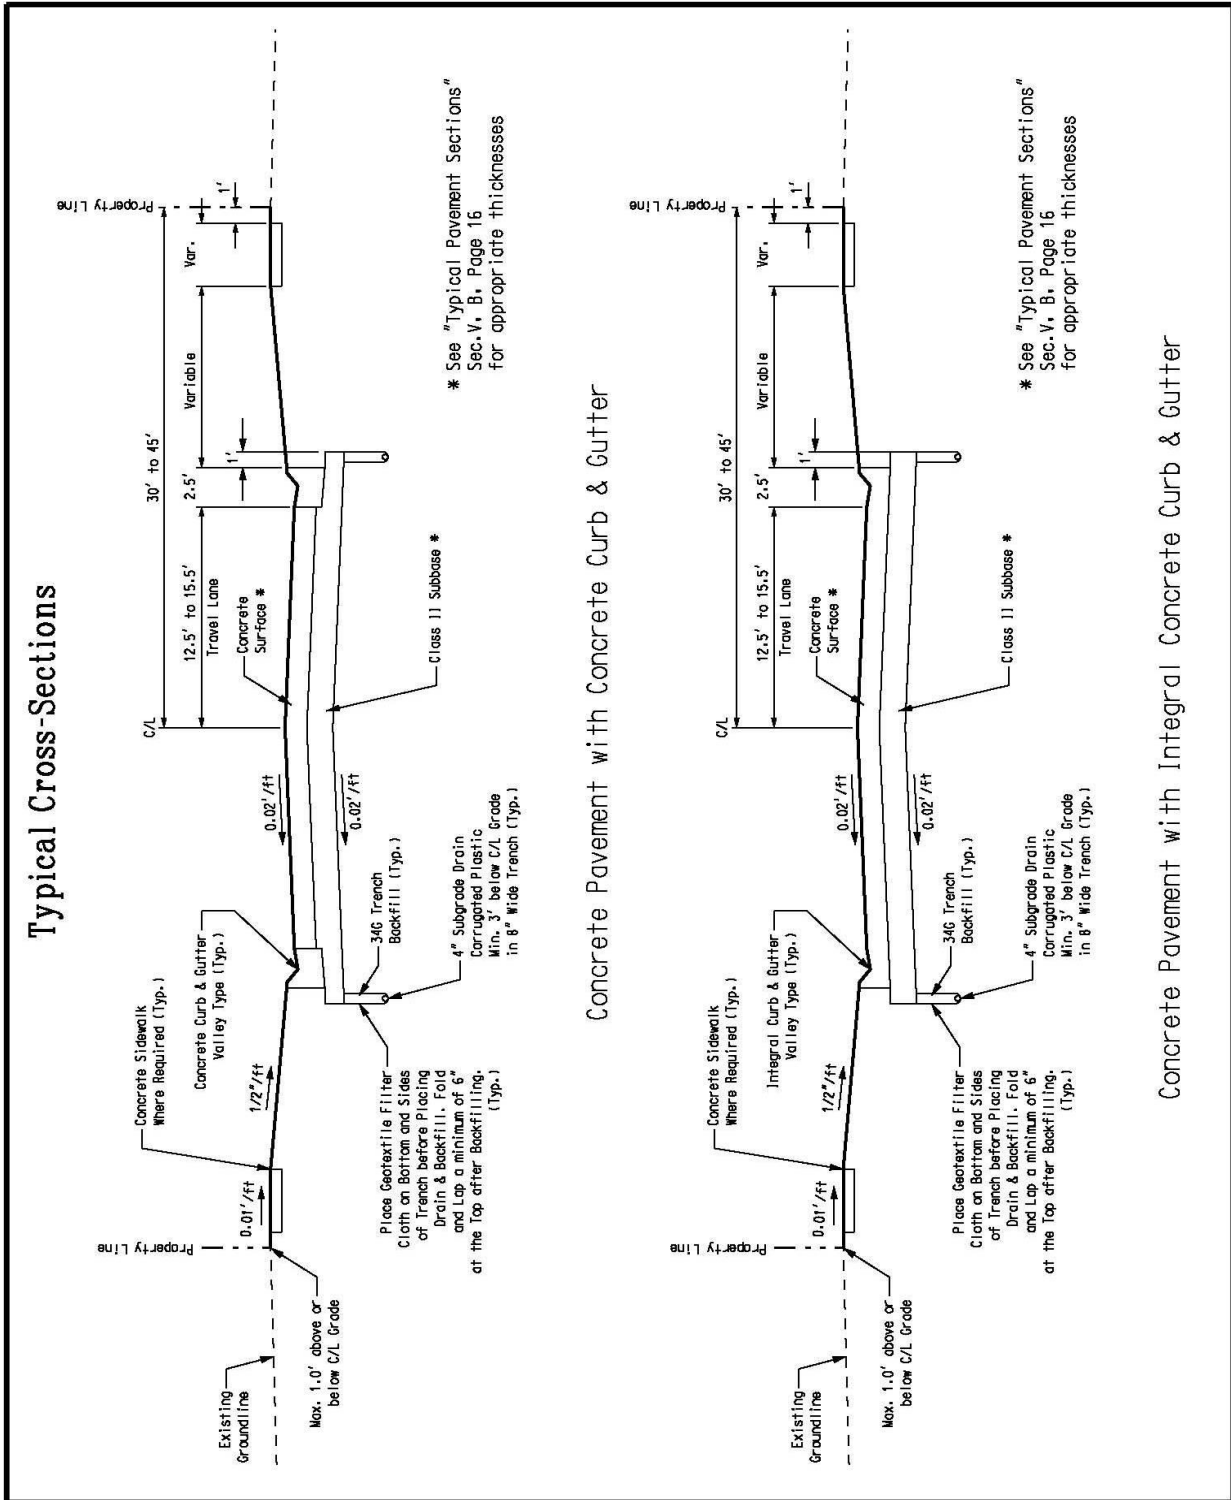 Typical Cross-Sections
Property Line
Property Line
C/L
30' to 45'
12.5' to 15.5'
Travel Lane
2.5'
Variable
Var.
1'
1'
Existing
Groundline
Max. 1.0' above or
below C/L Grade
0.01'/ft
Concrete Sidewalk
Where Required (Typ.)
1/2"/ft
Concrete Curb & Gutter
Valley Type (Typ.)
0.02'/ft
0.02'/ft
Concrete
Surface *
Class II Subbase *
Place Geotextile Filter
Cloth on Bottom and Sides
of Trench before Placing
Drain & Backfill. Fold
and Lap a minimum of 6"
at the Top after Backfilling.
(Typ.)
34G Trench
Backfill (Typ.)
4" Subgrade Drain
Corrugated Plastic
Min. 3' below C/L Grade
in 8" Wide Trench (Typ.)
* See "Typical Pavement Sections"
Sec. V. B. Page 16
for appropriate thicknesses
Concrete Pavement with Concrete Curb & Gutter
Property Line
Property Line
C/L
30' to 45'
12.5' to 15.5'
Travel Lane
2.5'
Variable
Var.
1'
1'
Existing
Groundline
Max. 1.0' above or
below C/L Grade
0.01'/ft
Concrete Sidewalk
Where Required (Typ.)
1/2"/ft
Integral Curb & Gutter
Valley Type (Typ.)
0.02'/ft
0.02'/ft
Concrete
Surface *
Class II Subbase *
Place Geotextile Filter
Cloth on Bottom and Sides
of Trench before Placing
Drain & Backfill. Fold
and Lap a minimum of 6"
at the Top after Backfilling.
(Typ.)
34G Trench
Backfill (Typ.)
4" Subgrade Drain
Corrugated Plastic
Min. 3' below C/L Grade
in 8" Wide Trench (Typ.)
* See "Typical Pavement Sections"
Sec. V. B. Page 16
for appropriate thicknesses
Concrete Pavement with Integral Concrete Curb & Gutter